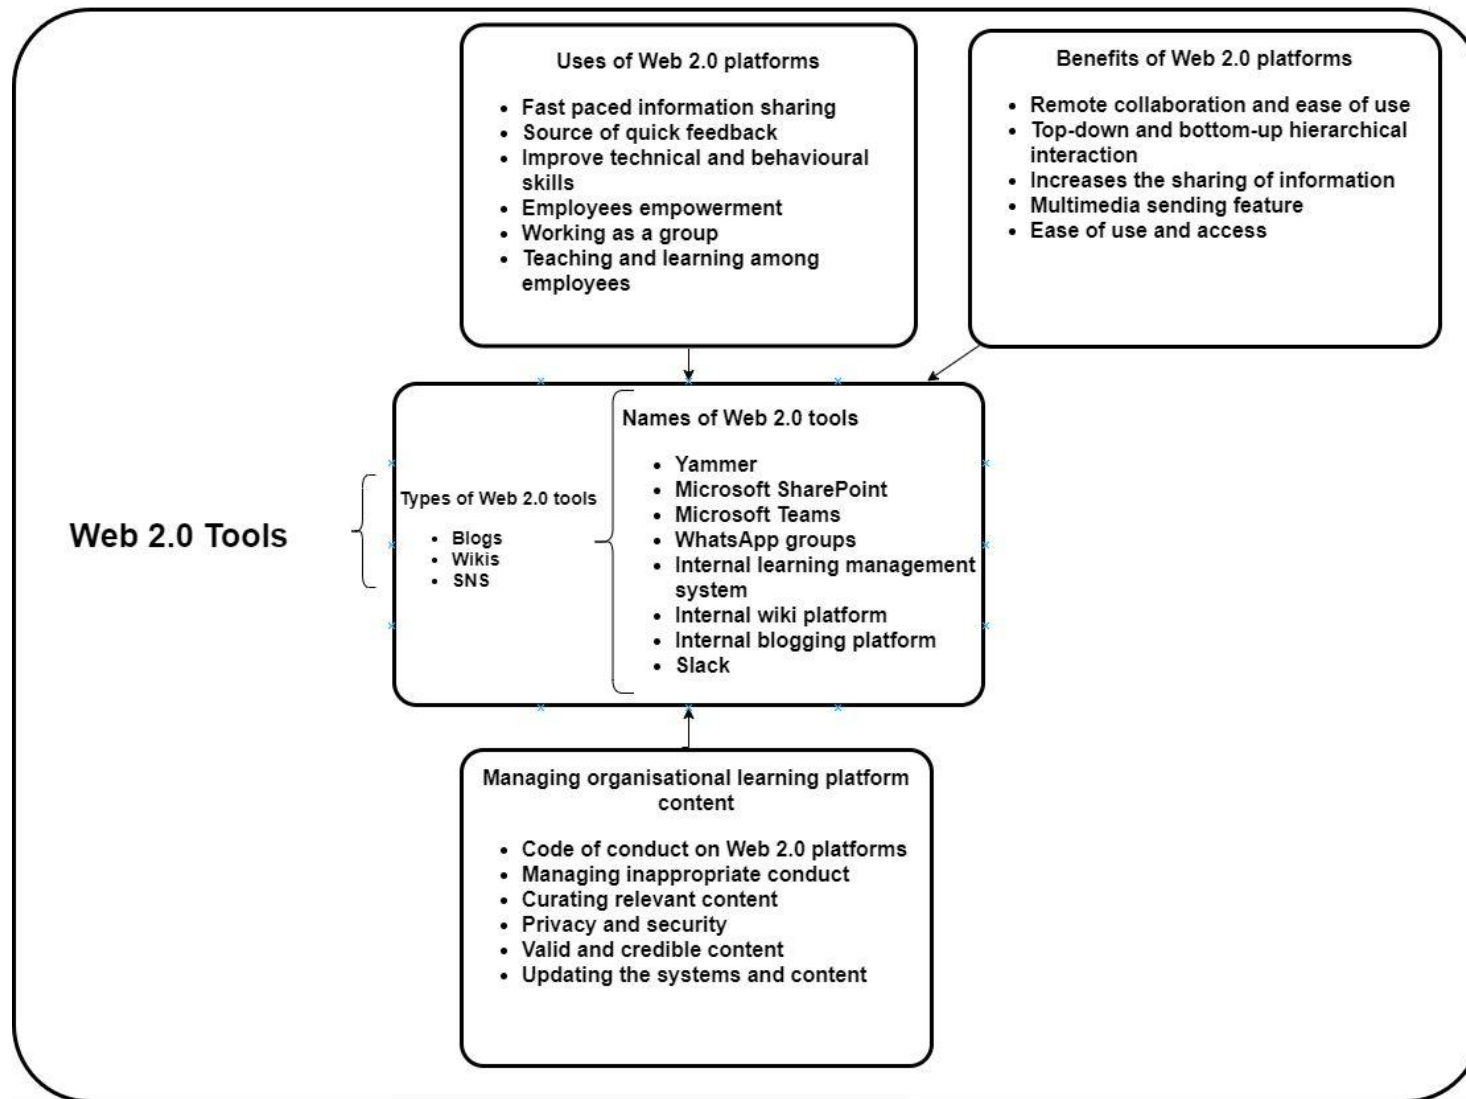 Uses of Web 2.0 platforms
• Fast paced information sharing
• Source of quick feedback
• Improve technical and behavioural
skills
• Employees empowerment
• Working as a group
• Teaching and learning among
employees
Benefits of Web 2.0 platforms
• Remote collaboration and ease of use
• Top-down and bottom-up hierarchical
interaction
• Increases the sharing of information
• Multimedia sending feature
• Ease of use and access
Web 2.0 Tools
Types of Web 2.0 tools
• Blogs
• Wikis
• SNS
Names of Web 2.0 tools
• Yammer
• Microsoft SharePoint
• Microsoft Teams
• WhatsApp groups
• Internal learning management
system
• Internal wiki platform
• Internal blogging platform
• Slack
Managing organisational learning platform
content
• Code of conduct on Web 2.0 platforms
• Managing inappropriate conduct
• Curating relevant content
• Privacy and security
• Valid and credible content
• Updating the systems and content